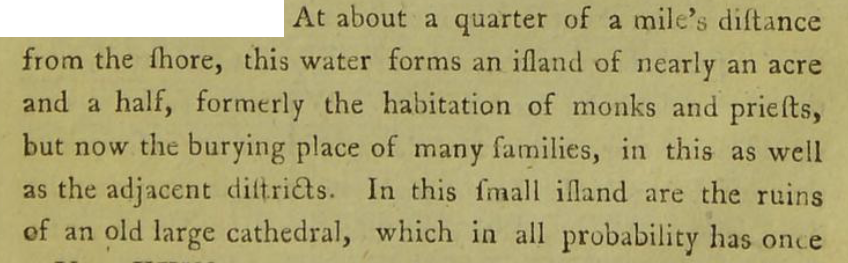 At about a quarter of a mile's diſtance
from the ſhore, this water forms an iſland of nearly an acre
and a half, formerly the habitation of monks and prieſts,
but now the burying place of many families, in this as well
as the adjacent diſtricts. In this ſmall iſland are the ruins
of an old large cathedral, which in all probability has once